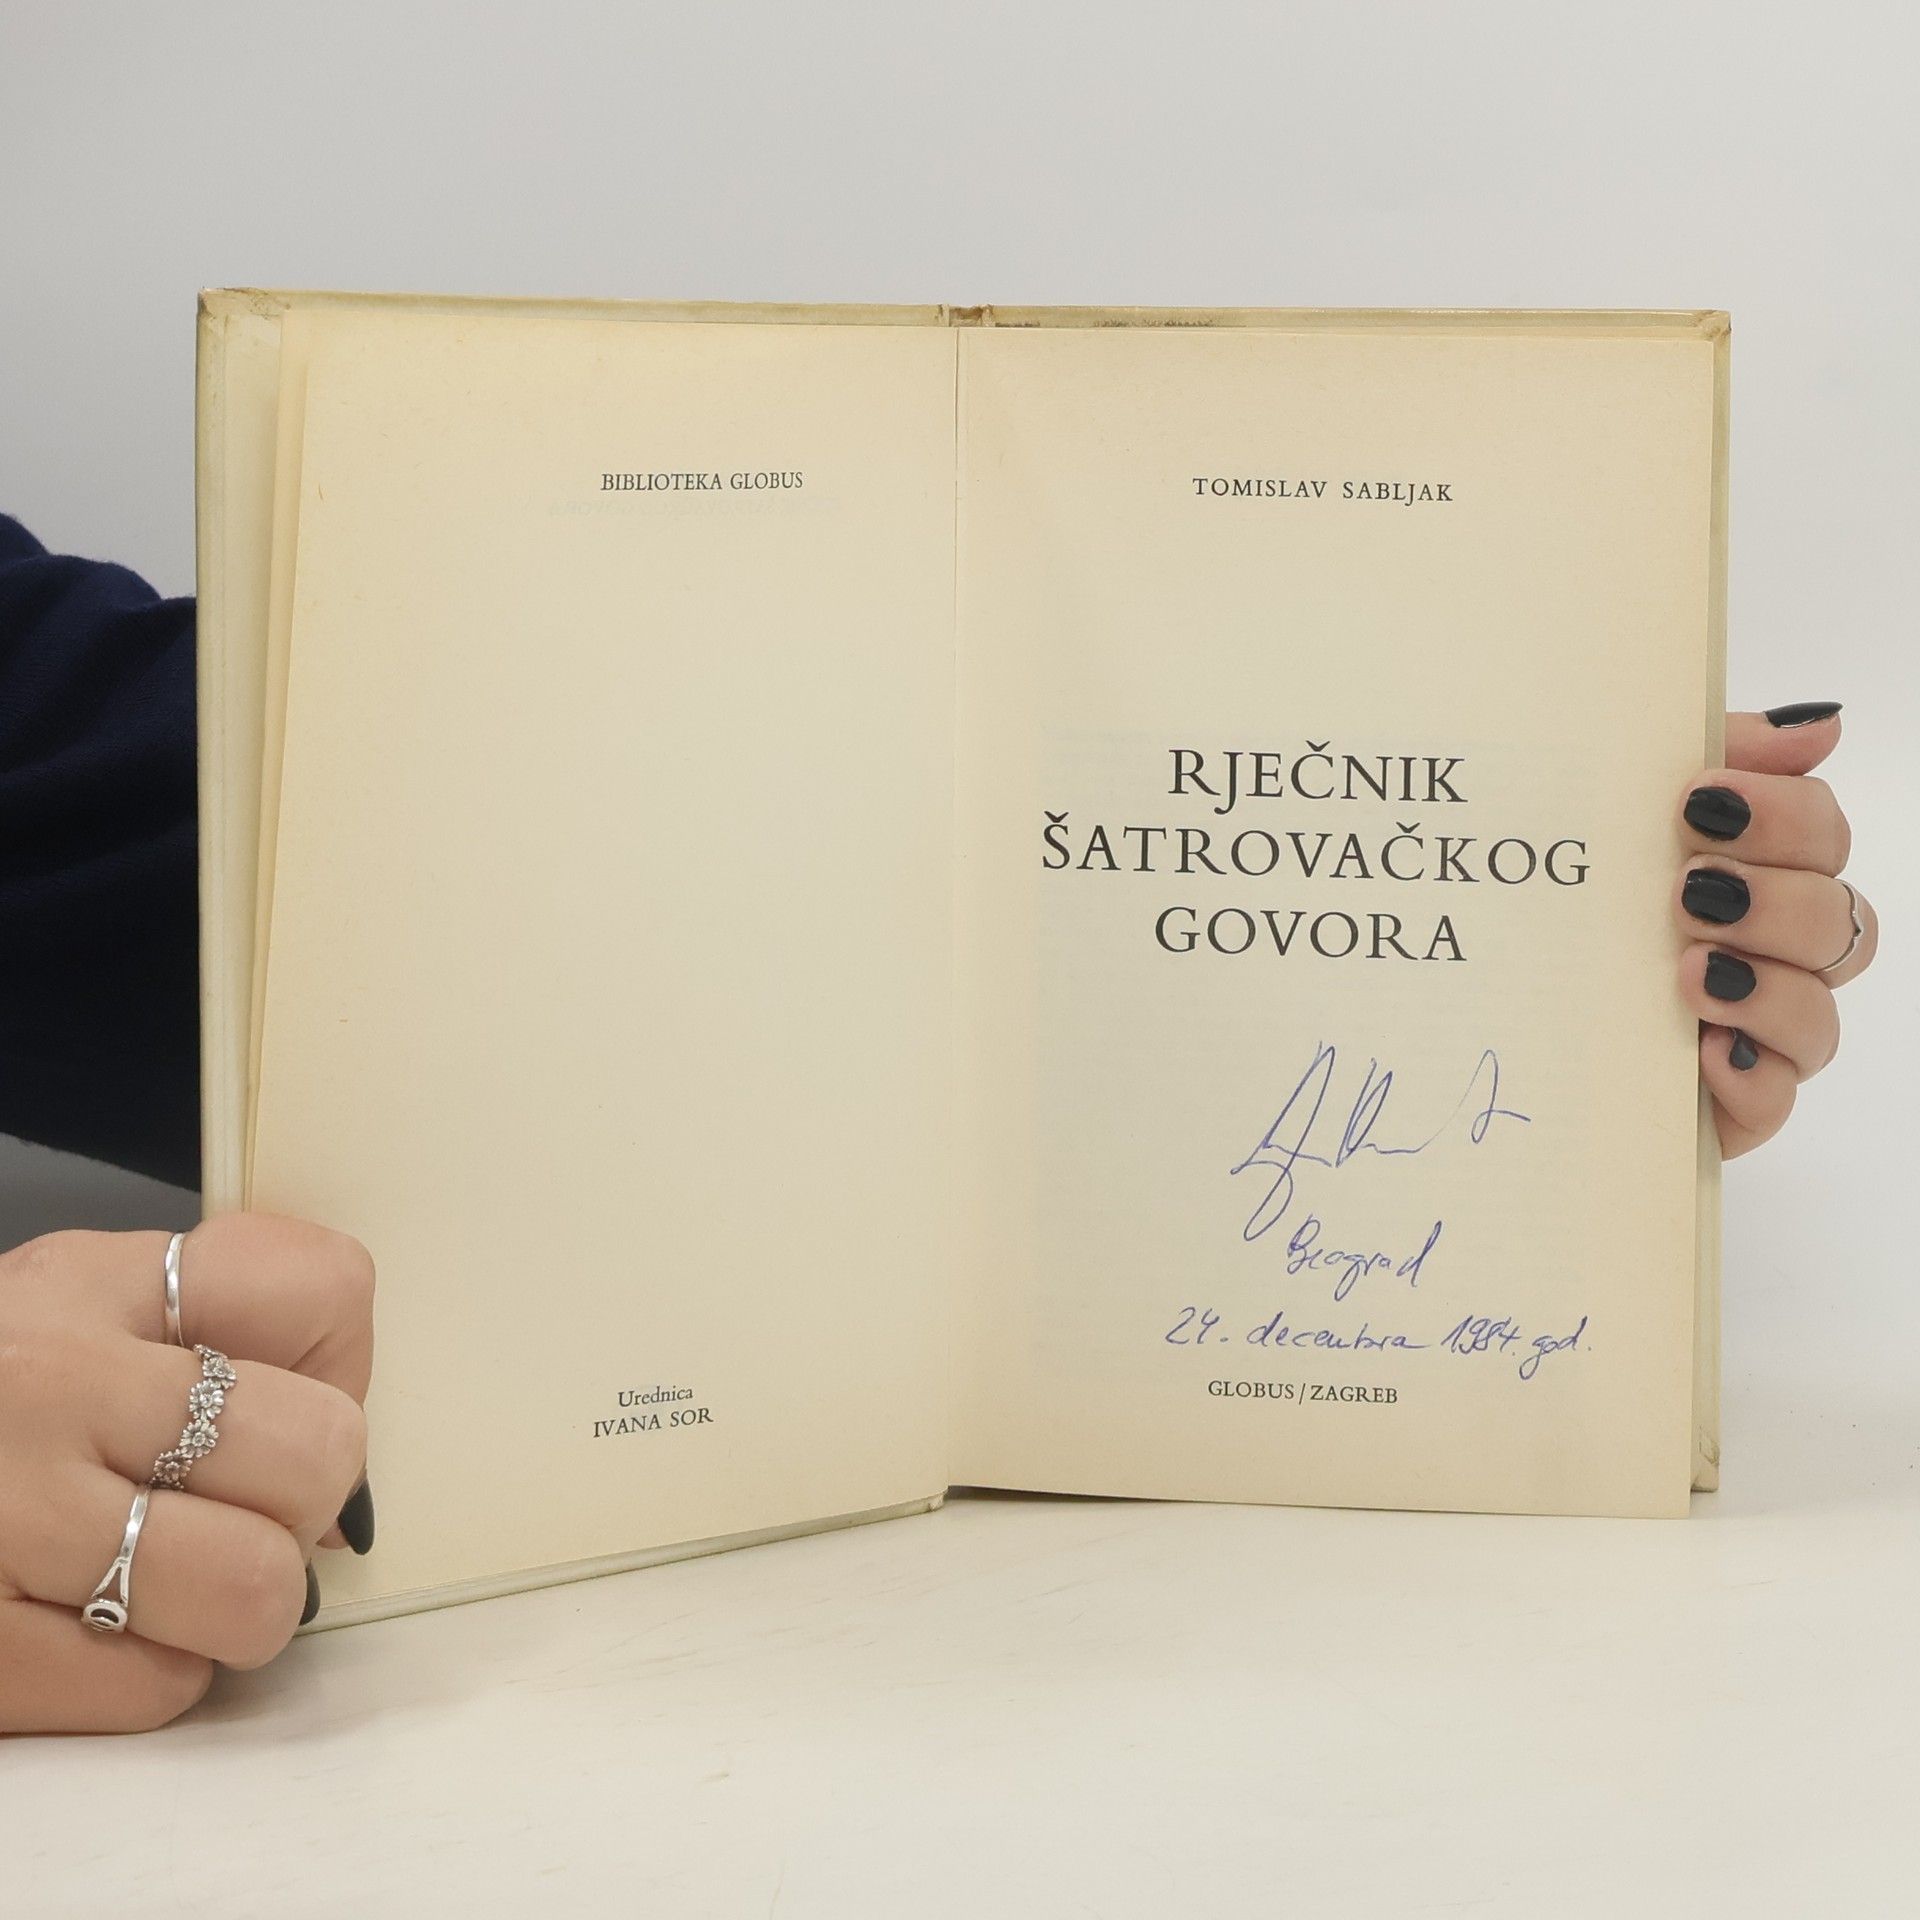 BIBLIOTEKA GLOBUS
Urednica
IVANA SOR
TOMISLAV SABLJAK
RJEČNIK
ŠATROVAČKOG
GOVORA
Beograd
24. decembra 1984. god.
GLOBUS/ZAGREB